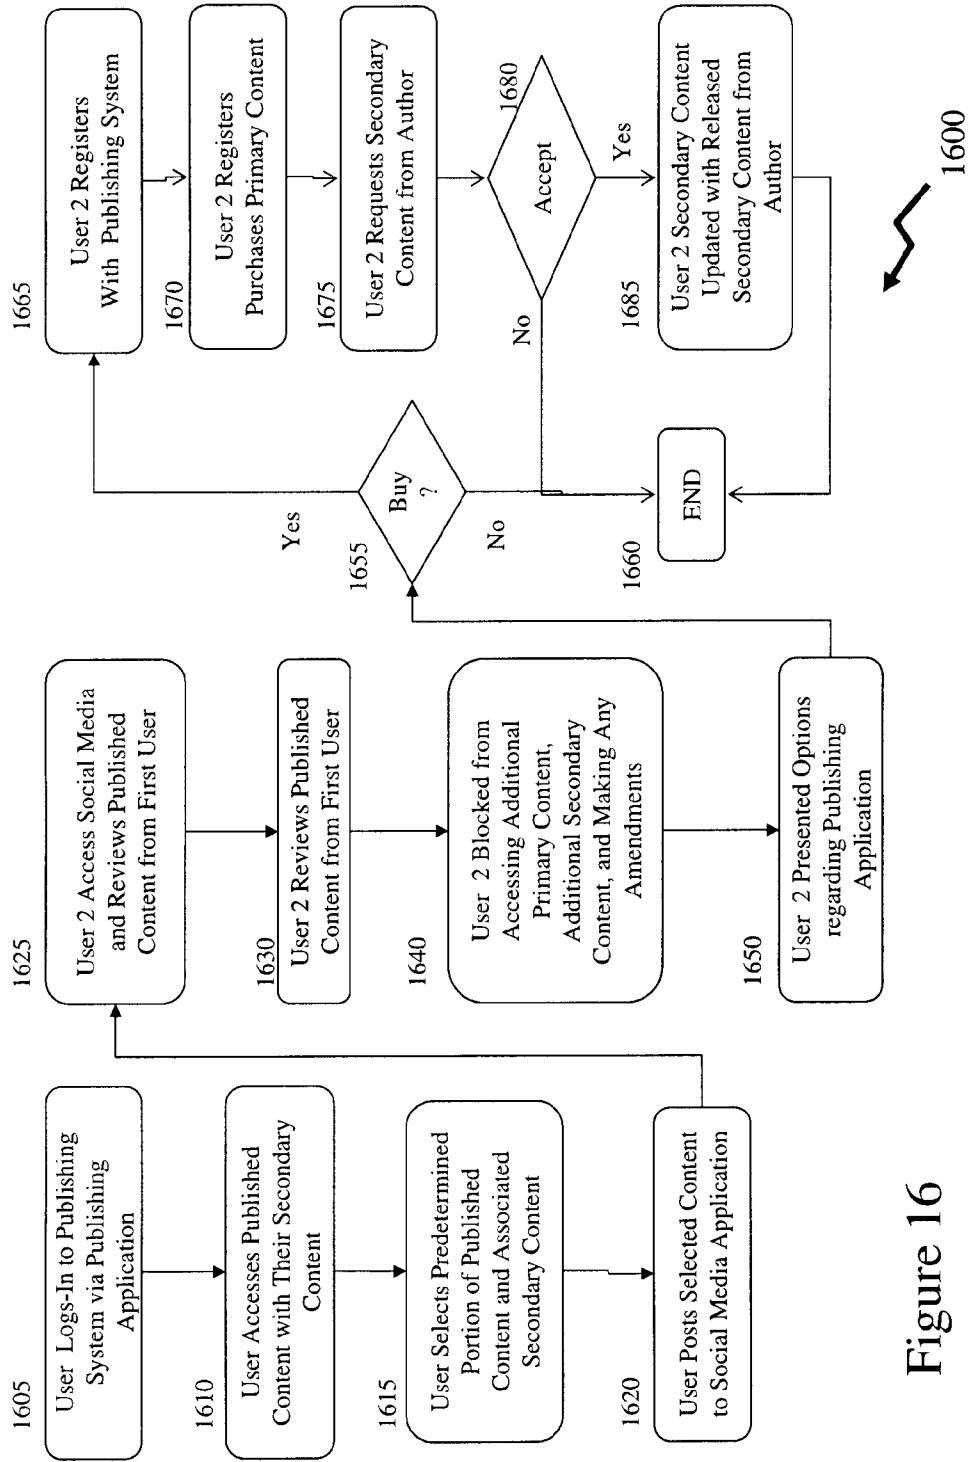 1605
User Logs-In to Publishing
System via Publishing
Application
1610
User Accesses Published
Content with Their Secondary
Content
1615
User Selects Predetermined
Portion of Published
Content and Associated
Secondary Content
1620
User Posts Selected Content
to Social Media Application
1625
User 2 Access Social Media
and Reviews Published
Content from First User
1630
User 2 Reviews Published
Content from First User
1640
User 2 Blocked from
Accessing Additional
Primary Content,
Additional Secondary
Content, and Making Any
Amendments
1650
User 2 Presented Options
regarding Publishing
Application
1655
Buy
?
Yes
No
1660
END
1665
User 2 Registers
With Publishing System
1670
User 2 Registers
Purchases Primary Content
1675
User 2 Requests Secondary
Content from Author
1680
Accept
No
Yes
1685
User 2 Secondary Content
Updated with Released
Secondary Content from
Author
1600
Figure 16